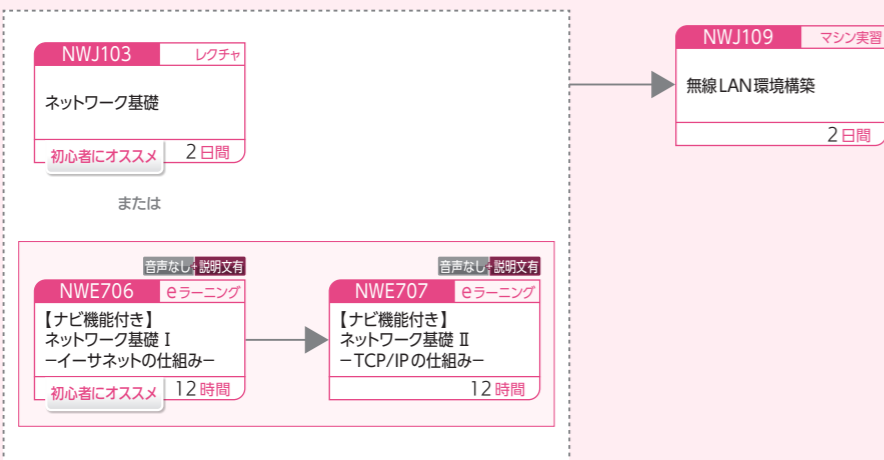 NWJ103 レクチャ
ネットワーク基礎
初心者にオススメ 2日間
または
音声なし+説明文有
NWE706 eラーニング
【ナビ機能付き】
ネットワーク基礎 Ⅰ
－イーサネットの仕組み－
初心者にオススメ 12時間
音声なし+説明文有
NWE707 eラーニング
【ナビ機能付き】
ネットワーク基礎 Ⅱ
－TCP/IPの仕組み－
12時間
NWJ109 マシン実習
無線LAN環境構築
2日間